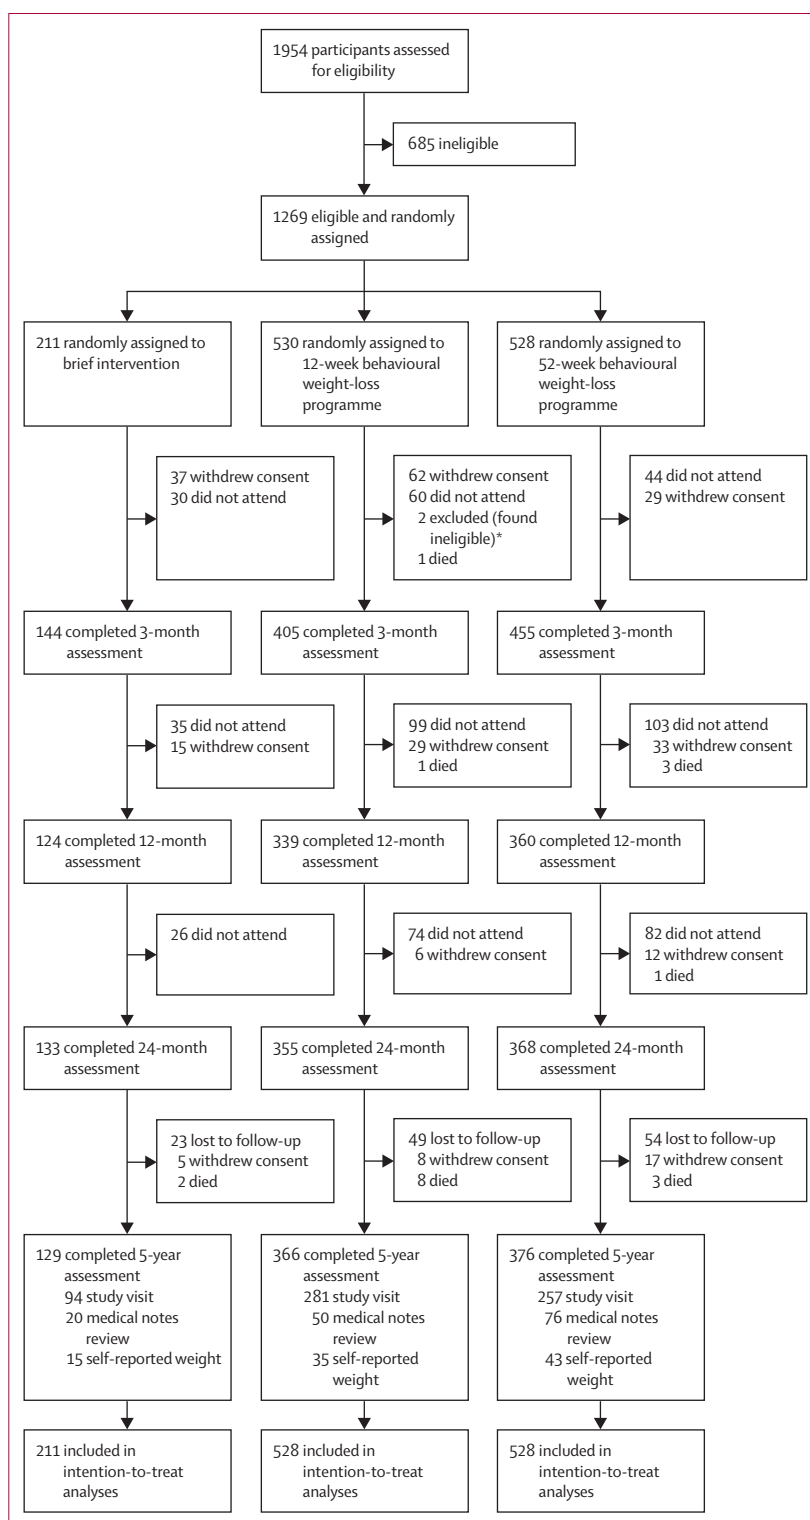 1954 participants assessed
for eligibility
685 ineligible
1269 eligible and randomly
assigned
211 randomly assigned to
brief intervention
530 randomly assigned to
12-week behavioural
weight-loss
programme
528 randomly assigned to
52-week behavioural
weight-loss
programme
37 withdrew consent
30 did not attend
62 withdrew consent
60 did not attend
2 excluded (found
ineligible)*
1 died
44 did not attend
29 withdrew consent
144 completed 3-month
assessment
405 completed 3-month
assessment
455 completed 3-month
assessment
35 did not attend
15 withdrew consent
99 did not attend
29 withdrew consent
1 died
103 did not attend
33 withdrew consent
3 died
124 completed 12-month
assessment
339 completed 12-month
assessment
360 completed 12-month
assessment
26 did not attend
74 did not attend
6 withdrew consent
82 did not attend
12 withdrew consent
1 died
133 completed 24-month
assessment
355 completed 24-month
assessment
368 completed 24-month
assessment
23 lost to follow-up
5 withdrew consent
2 died
49 lost to follow-up
8 withdrew consent
8 died
54 lost to follow-up
17 withdrew consent
3 died
129 completed 5-year
assessment
94 study visit
20 medical notes
review
15 self-reported weight
366 completed 5-year
assessment
281 study visit
50 medical notes
review
35 self-reported
weight
376 completed 5-year
assessment
257 study visit
76 medical notes
review
43 self-reported
weight
211 included in
intention-to-treat
analyses
528 included in
intention-to-treat
analyses
528 included in
intention-to-treat
analyses